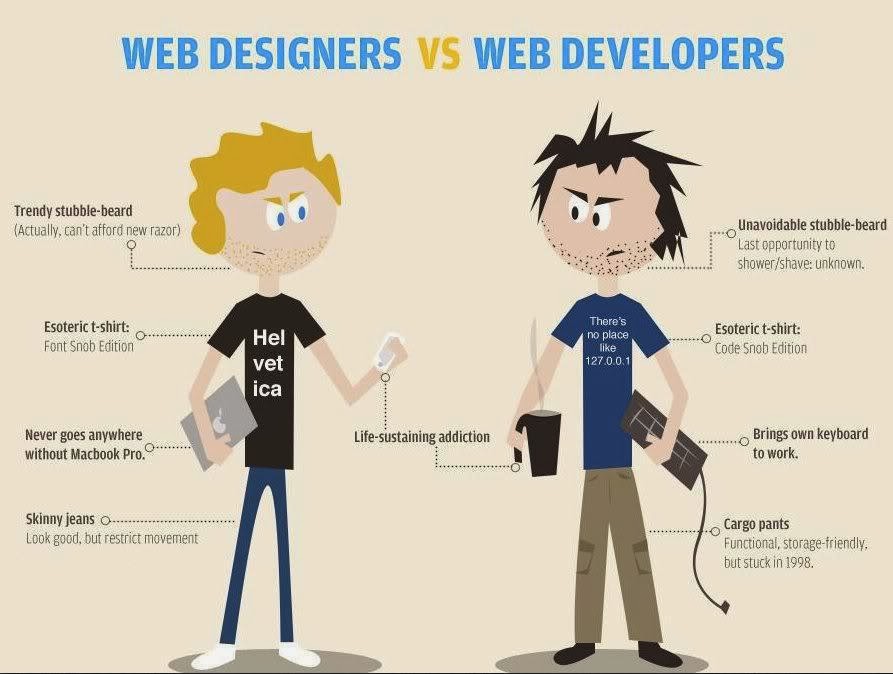 WEB DESIGNERS VS WEB DEVELOPERS
Trendy stubble-beard
(Actually, can't afford new razor)
Esoteric t-shirt:
Font Snob Edition
Never goes anywhere
without Macbook Pro.
Skinny jeans
Look good, but restrict movement
Hel
vet
ica
Life-sustaining addiction
There's
no place
like
127.0.0.1
Unavoidable stubble-beard
Last opportunity to
shower/shave: unknown.
Esoteric t-shirt:
Code Snob Edition
Brings own keyboard
to work.
Cargo pants
Functional, storage-friendly,
but stuck in 1998.